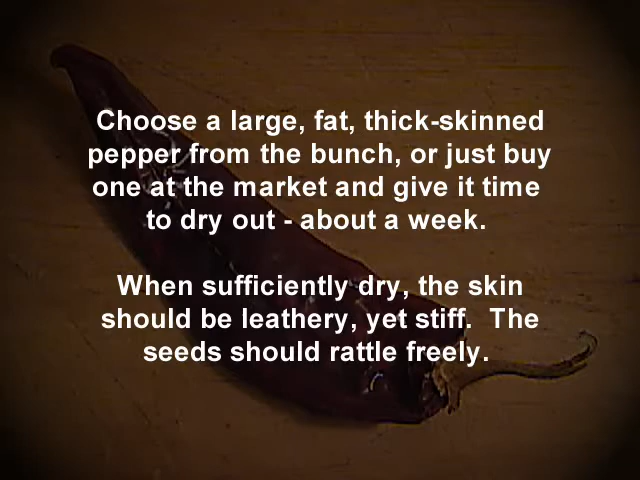 Choose a large, fat, thick-skinned
pepper from the bunch, or just buy
one at the market and give it time
to dry out - about a week.
When sufficiently dry, the skin
should be leathery, yet stiff.  The
seeds should rattle freely.